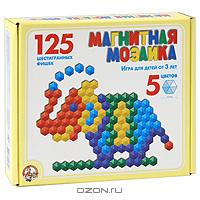 125
ШЕСТИГРАННЫХ
ФИШЕК
МАГНИТНАЯ
МОЗАИКА
ИГРА ДЛЯ ДЕТЕЙ ОТ 3 ЛЕТ
5 ЦВЕТОВ
OZON.ru